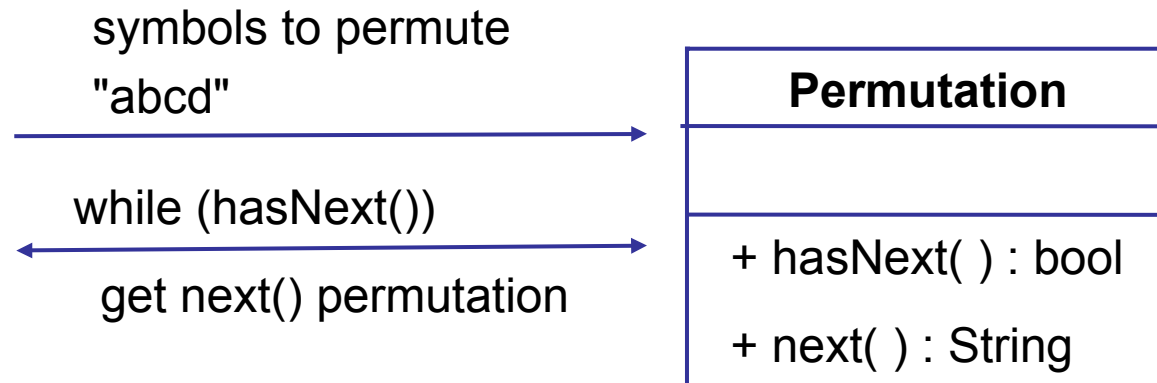 symbols to permute
"abcd"
while (hasNext())
get next() permutation
Permutation
+ hasNext( ) : bool
+ next( ) : String